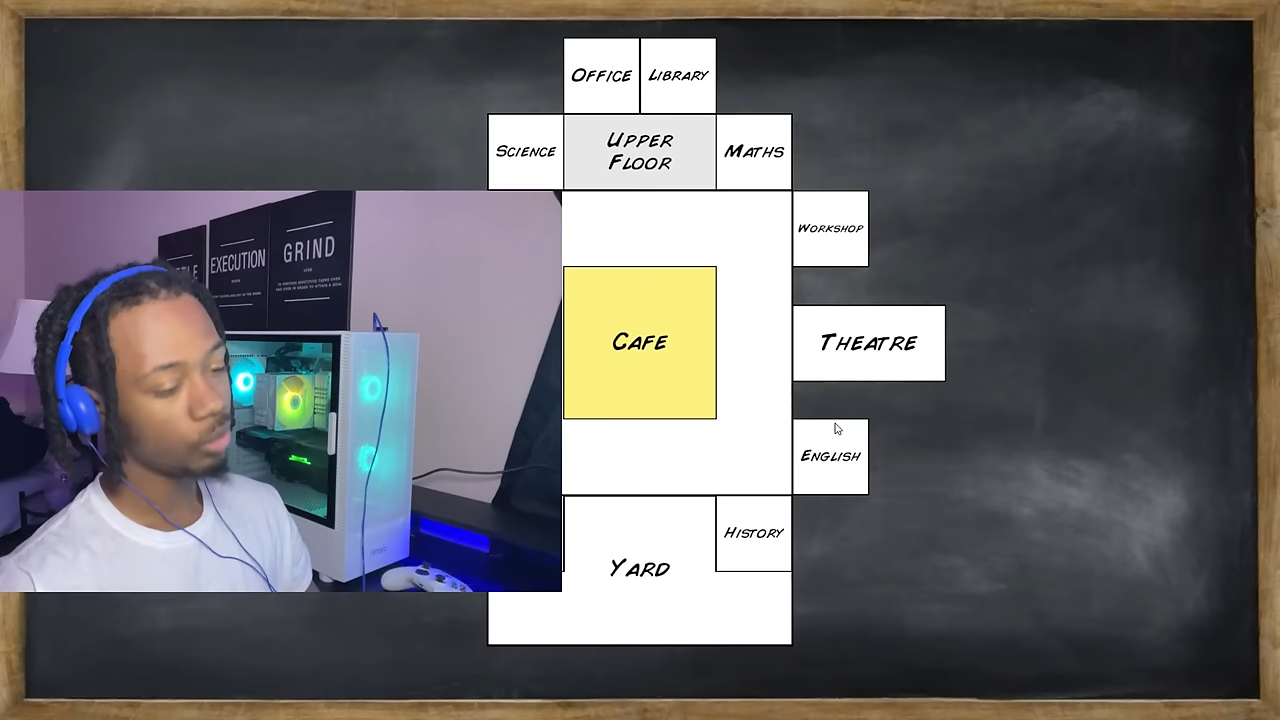 OFFICE
LIBRARY
SCIENCE
UPPER
FLOOR
MATHS
WORKSHOP
EXECUTION
GRIND
CAFE
THEATRE
ENGLISH
HISTORY
YARD